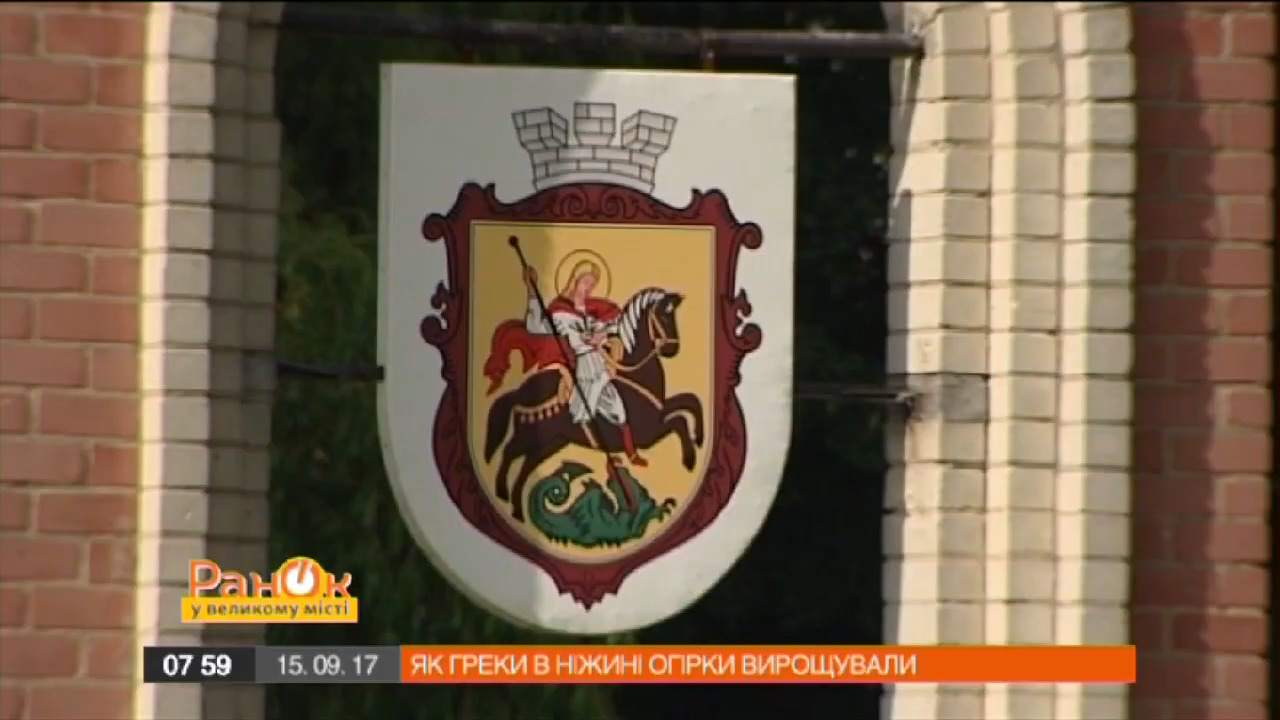 Ранок
у великому місті
07 59 15. 09. 17 ЯК ГРЕКИ В НІЖИНІ ОГІРКИ ВИРОЩУВАЛИ